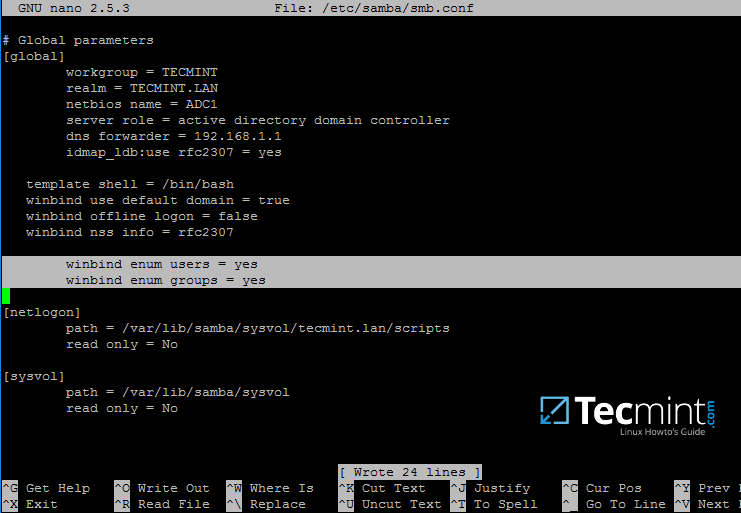 GNU nano 2.5.3 File: /etc/samba/smb.conf
# Global parameters
[global]
workgroup = TECMINT
realm = TECMINT.LAN
netbios name = ADC1
server role = active directory domain controller
dns forwarder = 192.168.1.1
idmap_ldb:use rfc2307 = yes
template shell = /bin/bash
winbind use default domain = true
winbind offline logon = false
winbind nss info = rfc2307
winbind enum users = yes
winbind enum groups = yes
[netlogon]
path = /var/lib/samba/sysvol/tecmint.lan/scripts
read only = No
[sysvol]
path = /var/lib/samba/sysvol
read only = No
Tecmint.com
Linux Howto's Guide
[ Wrote 24 lines ]
^G Get Help ^O Write Out ^W Where Is ^K Cut Text ^J Justify ^C Cur Pos ^Y Prev
^X Exit ^R Read File ^\ Replace ^U Uncut Text ^T To Spell ^_ Go To Line ^V Next